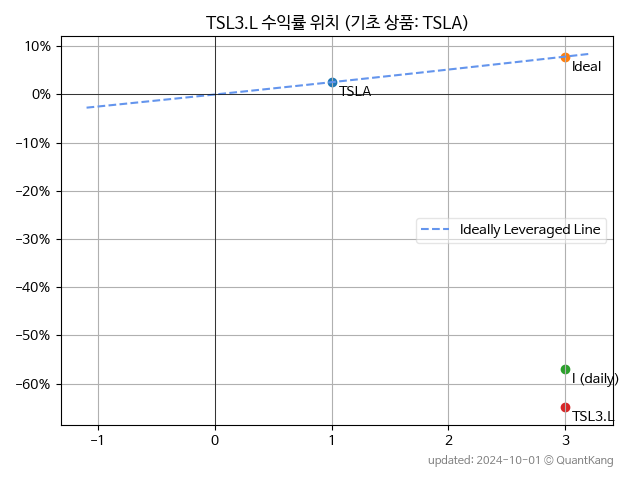 TSL3.L 수익률 위치 (기초 상품: TSLA)
10%
0%
−10%
−20%
−30%
−40%
−50%
−60%
Ideal
TSLA
Ideally Leveraged Line
I (daily)
TSL3.L
−1
0
1
2
3
updated: 2024-10-01 © QuantKang